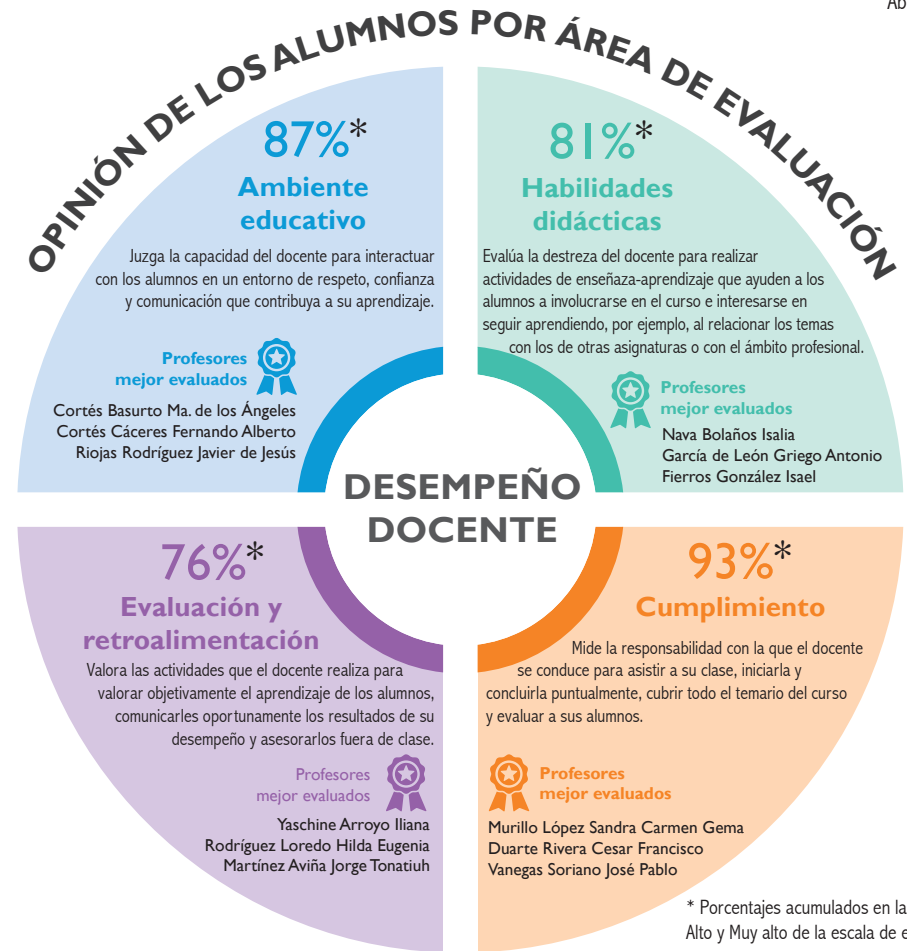 Ab
OPINIÓN DE LOS ALUMNOS POR ÁREA DE EVALUACIÓN
87%*
Ambiente
educativo
Juzga la capacidad del docente para interactuar
con los alumnos en un entorno de respeto, confianza
y comunicación que contribuya a su aprendizaje.
Profesores
mejor evaluados
Cortés Basurto Ma. de los Ángeles
Cortés Cáceres Fernando Alberto
Riojas Rodríguez Javier de Jesús
81%*
Habilidades
didácticas
Evalúa la destreza del docente para realizar
actividades de enseñaza-aprendizaje que ayuden a los
alumnos a involucrarse en el curso e interesarse en
seguir aprendiendo, por ejemplo, al relacionar los temas
con los de otras asignaturas o con el ámbito profesional.
Profesores
mejor evaluados
Nava Bolaños Isalia
García de León Griego Antonio
Fierros González Isael
DESEMPEÑO
DOCENTE
76%*
Evaluación y
retroalimentación
Valora las actividades que el docente realiza para
valorar objetivamente el aprendizaje de los alumnos,
comunicarles oportunamente los resultados de su
desempeño y asesorarlos fuera de clase.
Profesores
mejor evaluados
Yaschine Arroyo Iliana
Rodríguez Loredo Hilda Eugenia
Martínez Aviña Jorge Tonatiuh
93%*
Cumplimiento
Mide la responsabilidad con la que el docente
se conduce para asistir a su clase, iniciarla y
concluirla puntualmente, cubrir todo el temario del curso
y evaluar a sus alumnos.
Profesores
mejor evaluados
Murillo López Sandra Carmen Gema
Duarte Rivera Cesar Francisco
Vanegas Soriano José Pablo
* Porcentajes acumulados en la
Alto y Muy alto de la escala de e